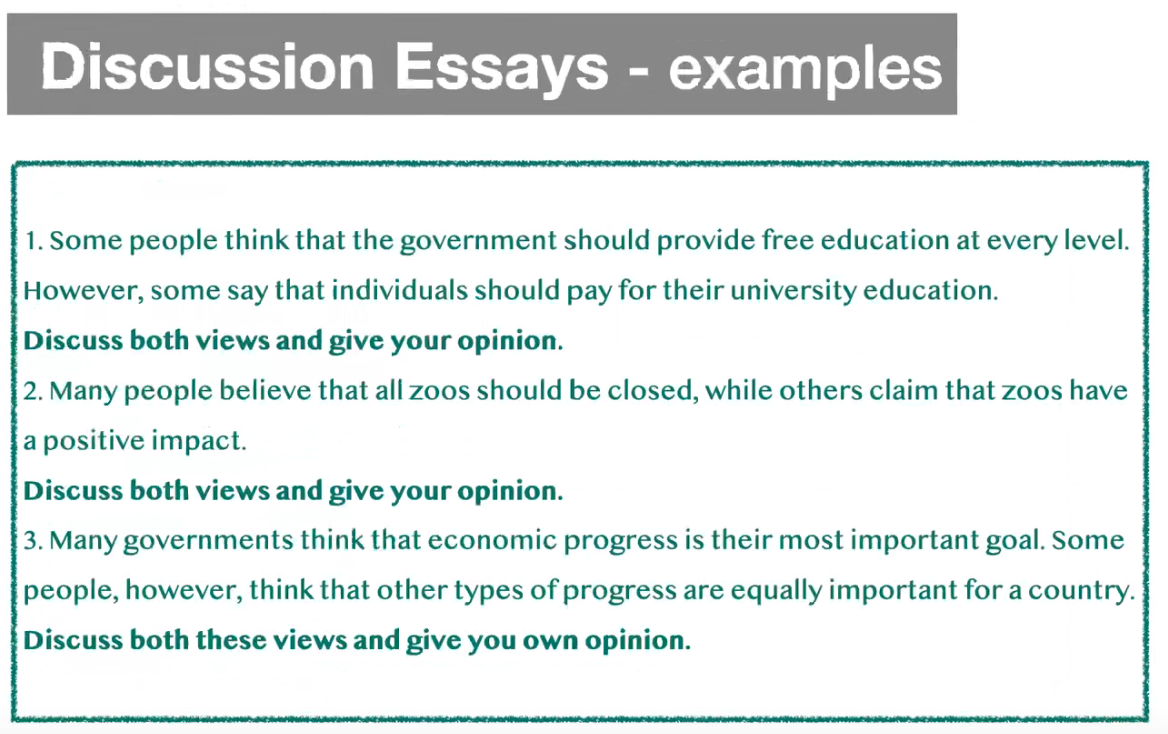 Discussion Essays - examples
1. Some people think that the government should provide free education at every level.
However, some say that individuals should pay for their university education.
Discuss both views and give your opinion.
2. Many people believe that all zoos should be closed, while others claim that zoos have
a positive impact.
Discuss both views and give your opinion.
3. Many governments think that economic progress is their most important goal. Some
people, however, think that other types of progress are equally important for a country.
Discuss both these views and give you own opinion.